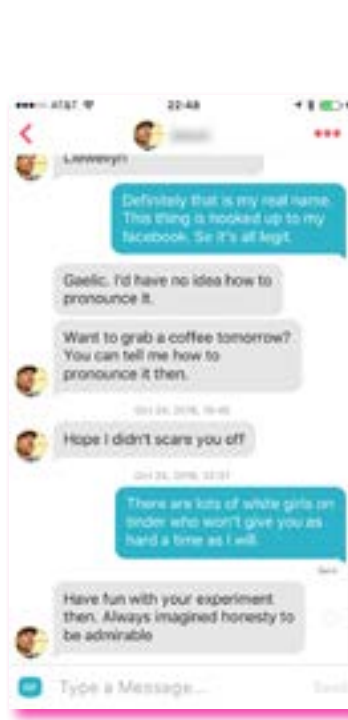 AT&T 22:48
Definitely that is my real name.
This thing is hooked up to my
facebook. So it's all legit.
Gaelic. I'd have no idea how to
pronounce it.
Want to grab a coffee tomorrow?
You can tell me how to
pronounce it then.
Hope I didn't scare you off
There are lots of white girls on
tinder who won't give you as
hard a time as I will.
Sent
Have fun with your experiment
then. Always imagined honesty to
be admirable
GIF Type a Message... Send